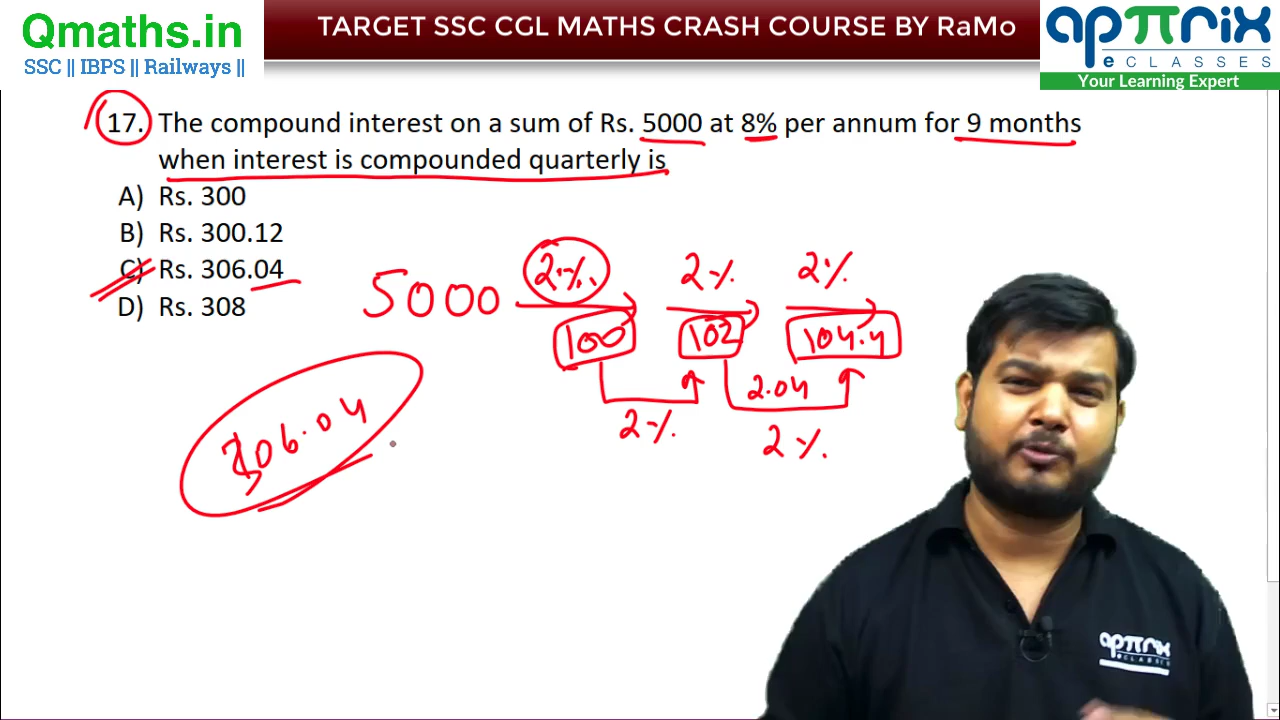 Qmaths.in
SSC || IBPS || Railways ||
TARGET SSC CGL MATHS CRASH COURSE BY RaMo
apπrix
eCLASSES
Your Learning Expert
17. The compound interest on a sum of Rs. 5000 at 8% per annum for 9 months
when interest is compounded quarterly is
A) Rs. 300
B) Rs. 300.12
C) Rs. 306.04
D) Rs. 308
5000 2% 2% 2%
100 102 104.4
2% 2.04
2%
306.04
apπrix
eCLASSES